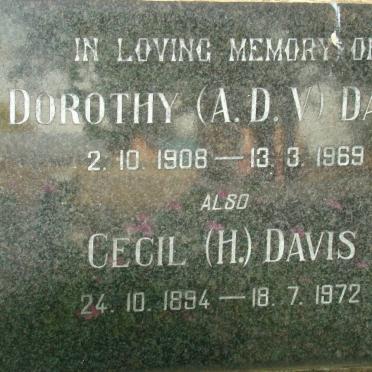 IN LOVING MEMORY OF
DOROTHY (A. D. V) DA
2. 10. 1908 — 13. 3. 1969
ALSO
CECIL (H.) DAVIS
24. 10. 1894 — 18. 7. 1972